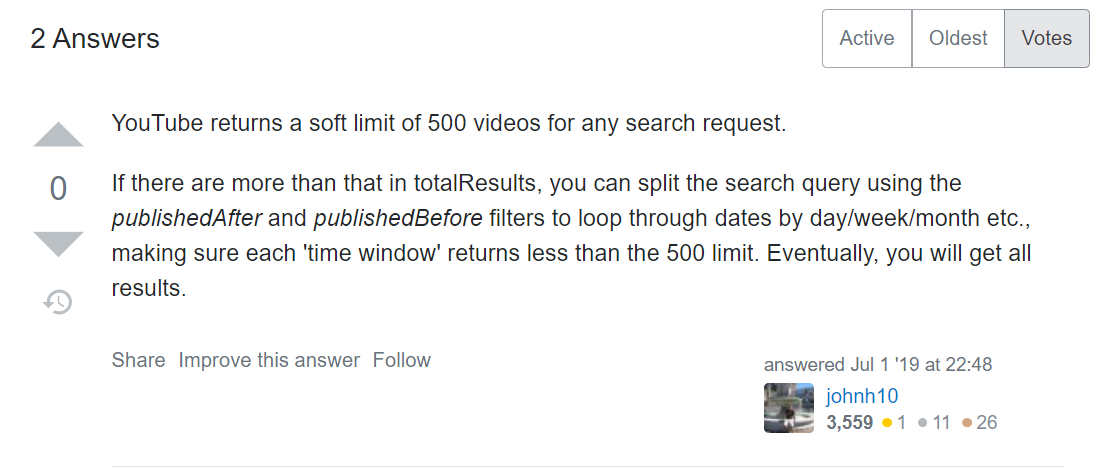 2 Answers
Active Oldest Votes
YouTube returns a soft limit of 500 videos for any search request.
0
If there are more than that in totalResults, you can split the search query using the
publishedAfter and publishedBefore filters to loop through dates by day/week/month etc.,
making sure each 'time window' returns less than the 500 limit. Eventually, you will get all
results.
Share Improve this answer Follow
answered Jul 1 '19 at 22:48
johnh10
3,559 1 11 26